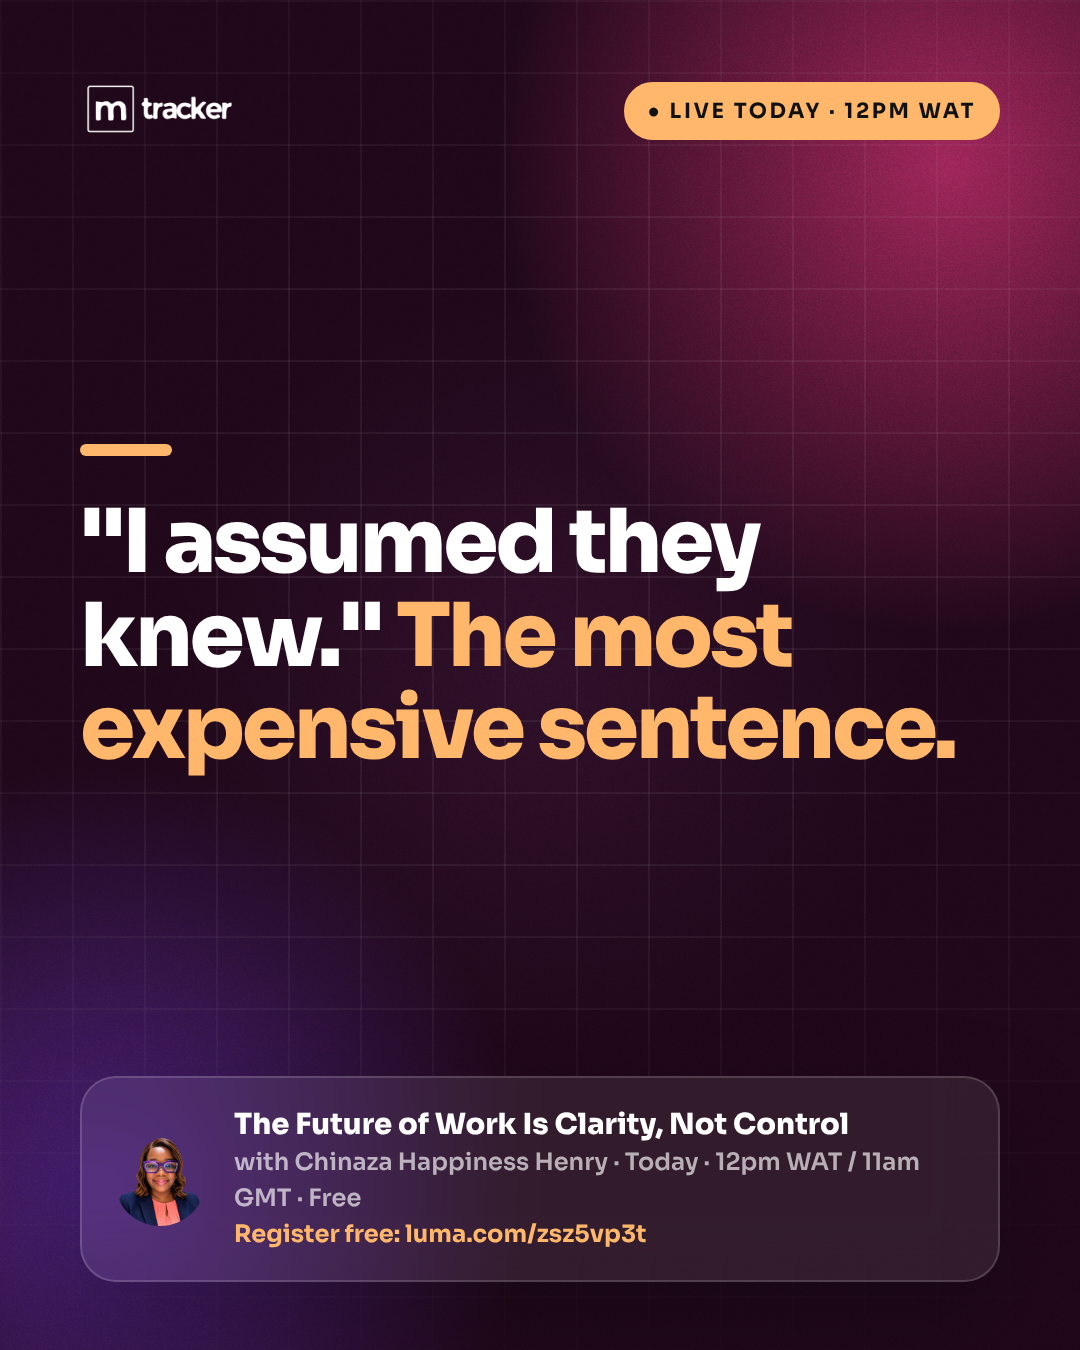 m tracker
• LIVE TODAY · 12PM WAT
"I assumed they
knew." The most
expensive sentence.
The Future of Work Is Clarity, Not Control
with Chinaza Happiness Henry · Today · 12pm WAT / 11am
GMT · Free
Register free: luma.com/zsz5vp3t